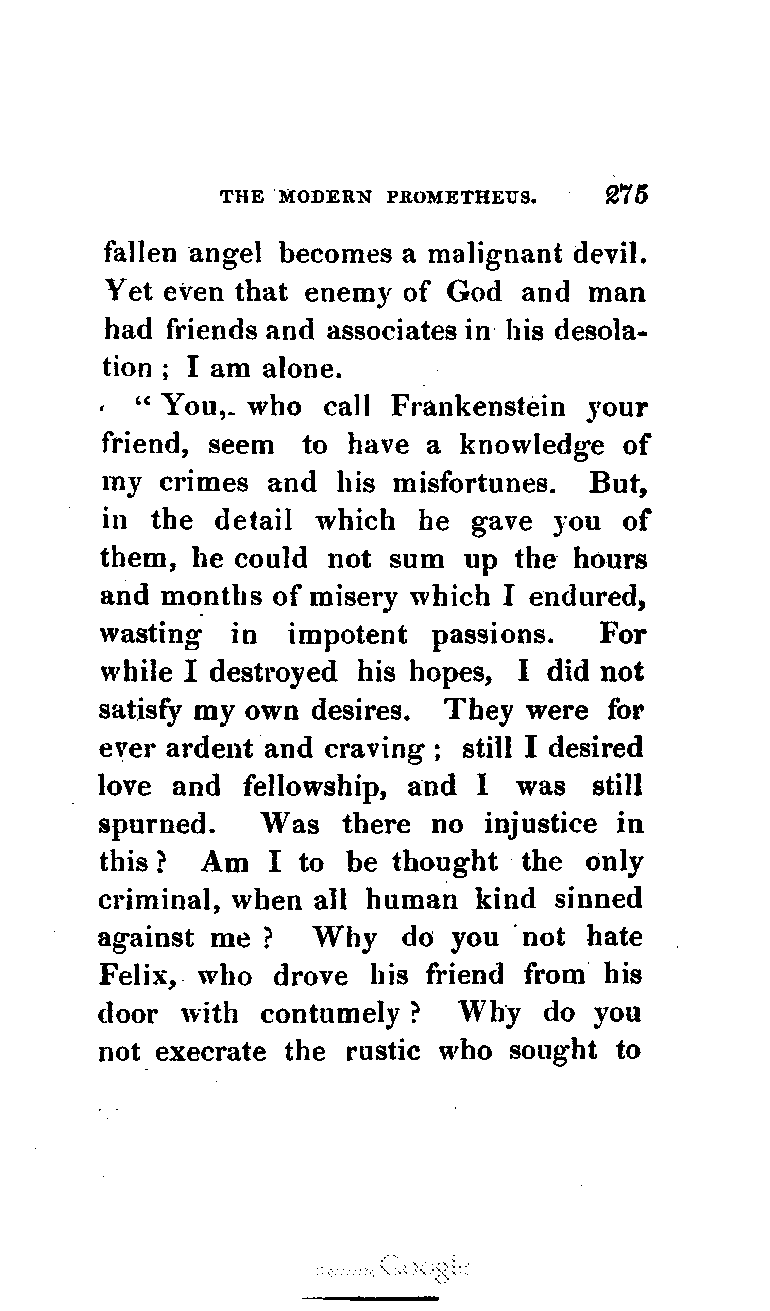 THE MODERN PROMETHEUS. 275
fallen angel becomes a malignant devil.
Yet even that enemy of God and man
had friends and associates in his desola-
tion ; I am alone.
“ You, who call Frankenstein your
friend, seem to have a knowledge of
my crimes and his misfortunes. But,
in the detail which he gave you of
them, he could not sum up the hours
and months of misery which I endured,
wasting in impotent passions. For
while I destroyed his hopes, I did not
satisfy my own desires. They were for
ever ardent and craving ; still I desired
love and fellowship, and I was still
spurned. Was there no injustice in
this ? Am I to be thought the only
criminal, when all human kind sinned
against me ? Why do you not hate
Felix, who drove his friend from his
door with contumely ? Why do you
not execrate the rustic who sought to
Google